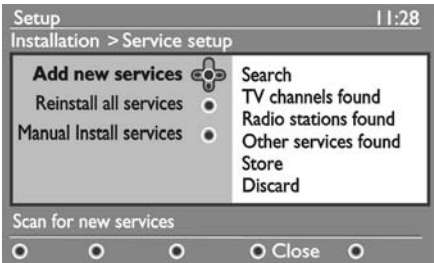 Setup 11:28
Installation > Service setup
Add new services
Reinstall all services
Manual Install services
Search
TV channels found
Radio stations found
Other services found
Store
Discard
Scan for new services
Close